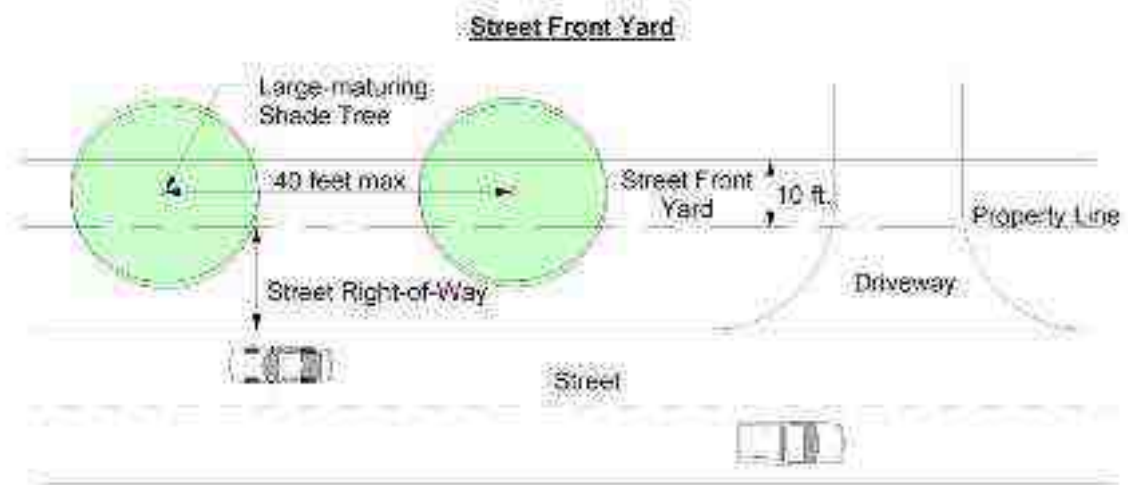 Street Front Yard
Large-maturing
Shade Tree
40 feet max
Street Front
Yard
10 ft.
Property Line
Street Right-of-Way
Driveway
Street